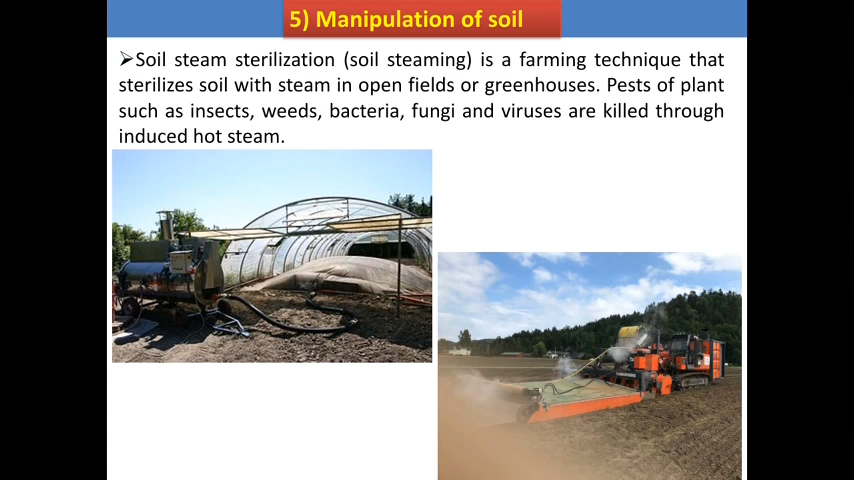 5) Manipulation of soil
➢Soil steam sterilization (soil steaming) is a farming technique that
sterilizes soil with steam in open fields or greenhouses. Pests of plant
such as insects, weeds, bacteria, fungi and viruses are killed through
induced hot steam.